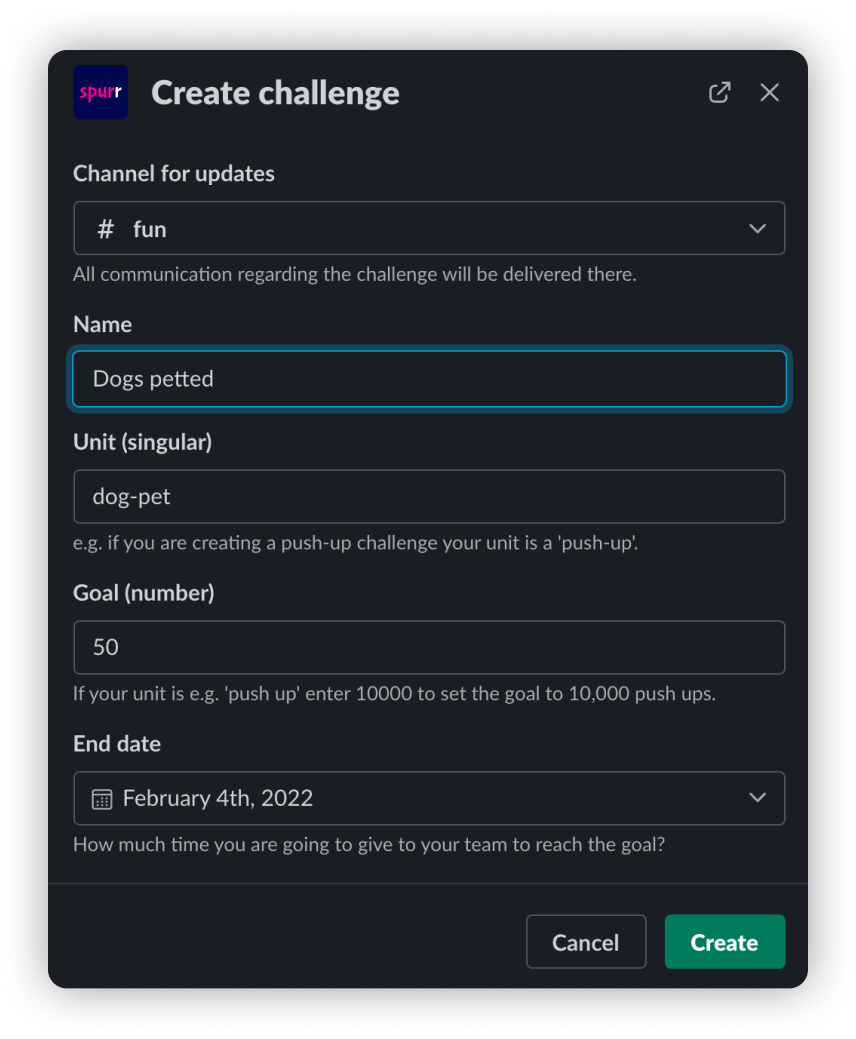 spurr
Create challenge
Channel for updates
# fun
All communication regarding the challenge will be delivered there.
Name
Dogs petted
Unit (singular)
dog-pet
e.g. if you are creating a push-up challenge your unit is a 'push-up'.
Goal (number)
50
If your unit is e.g. 'push up' enter 10000 to set the goal to 10,000 push ups.
End date
February 4th, 2022
How much time you are going to give to your team to reach the goal?
Cancel
Create